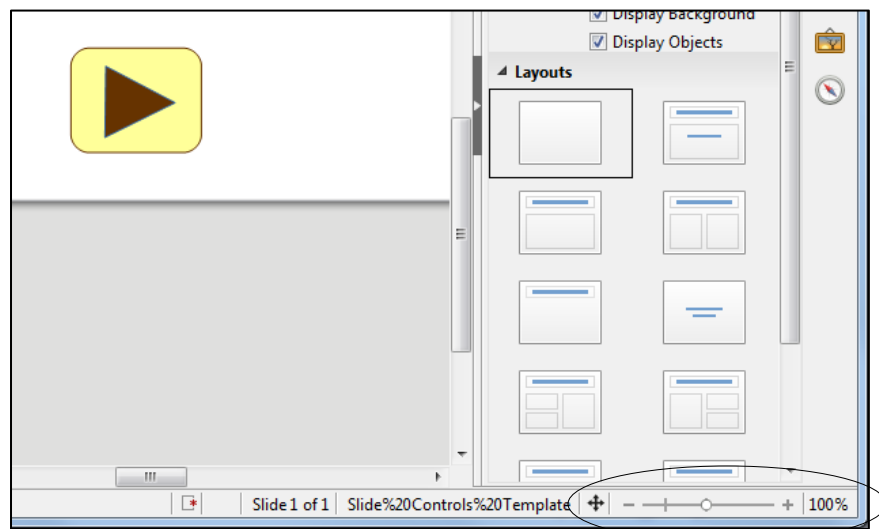 Display Background
Display Objects
Layouts
Slide 1 of 1 Slide%20Controls%20Template 100%